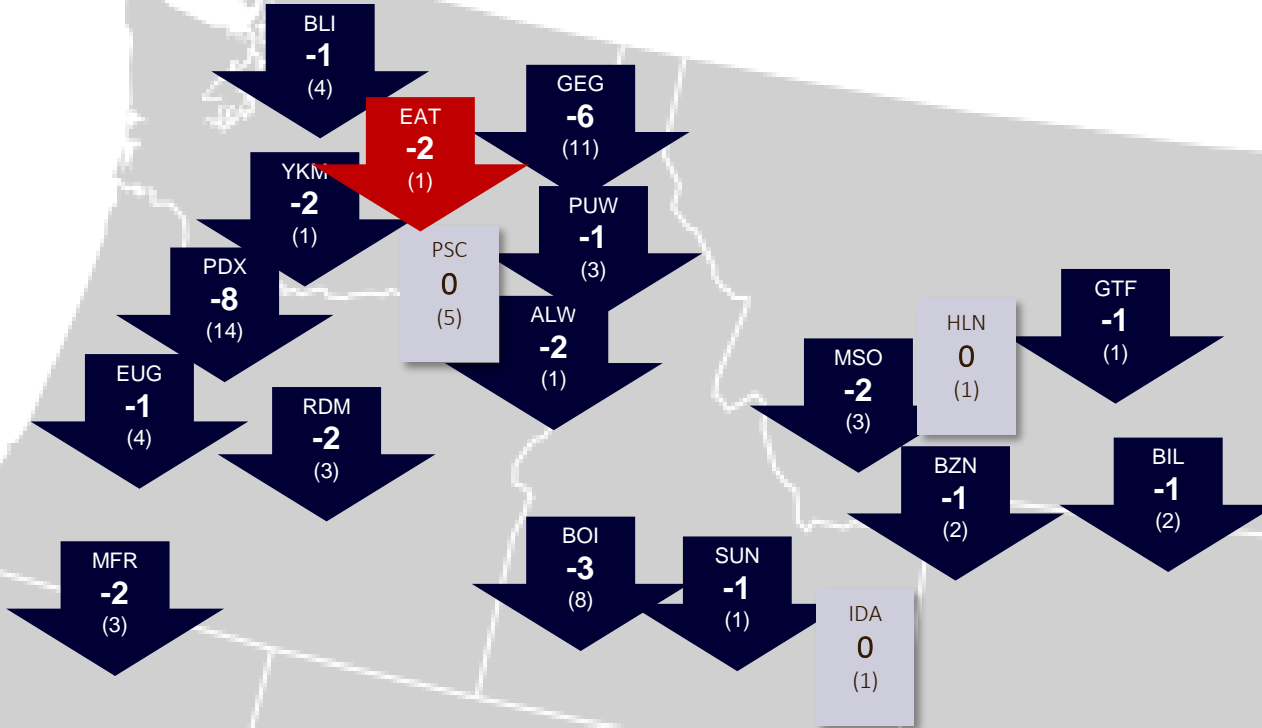 BLI
-1
(4)
GEG
-6
(11)
EAT
-2
(1)
YKM
-2
(1)
PUW
-1
(3)
PSC
0
(5)
PDX
-8
(14)
ALW
-2
(1)
GTF
-1
(1)
HLN
0
(1)
MSO
-2
(3)
EUG
-1
(4)
RDM
-2
(3)
BZN
-1
(2)
BIL
-1
(2)
MFR
-2
(3)
BOI
-3
(8)
SUN
-1
(1)
IDA
0
(1)